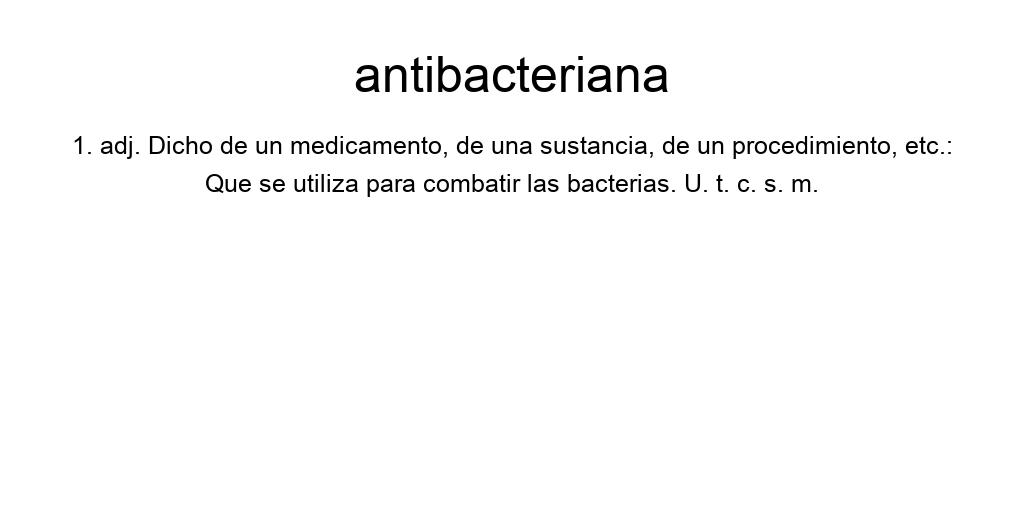 antibacteriana
1. adj. Dicho de un medicamento, de una sustancia, de un procedimiento, etc.:
Que se utiliza para combatir las bacterias. U. t. c. s. m.